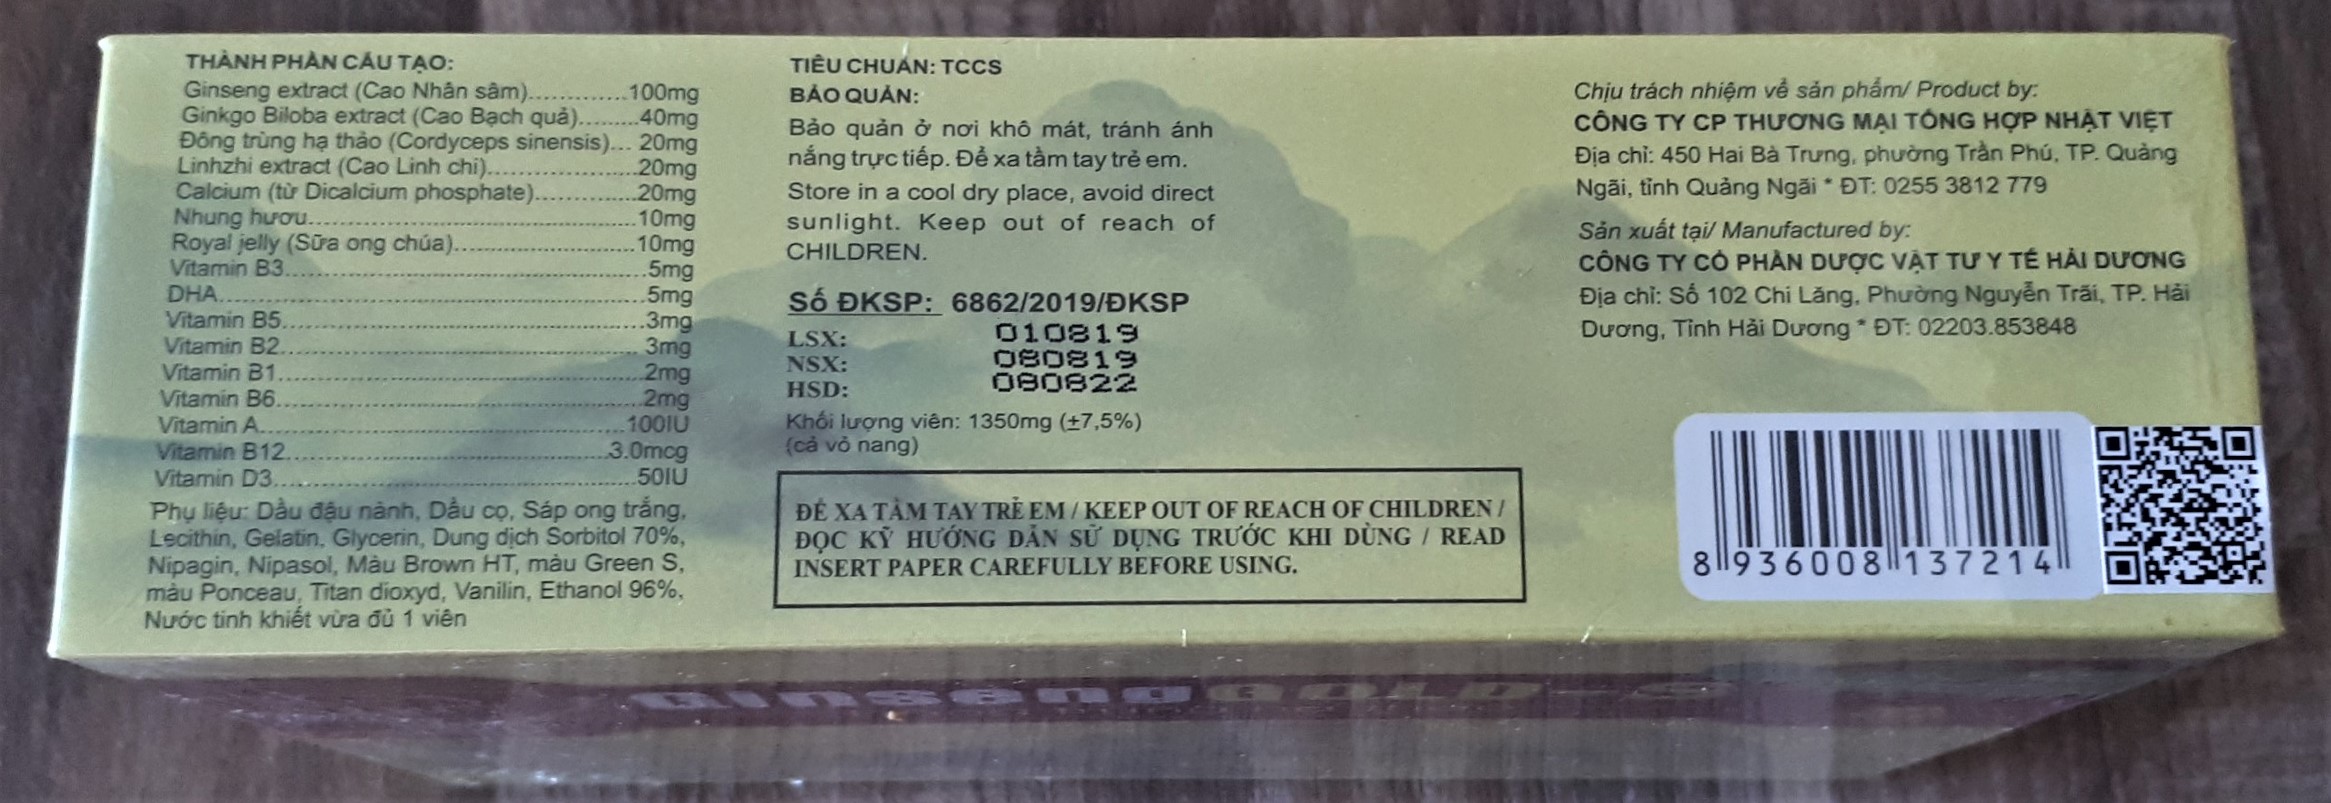 THÀNH PHẦN CẤU TẠO:
Ginseng extract (Cao Nhân sâm).............100mg
Ginkgo Biloba extract (Cao Bạch quả).........40mg
Đông trùng hạ thảo (Cordyceps sinensis)... 20mg
Linhzhi extract (Cao Linh chi)......................20mg
Calcium (từ Dicalcium phosphate)..............20mg
Nhung hươu................................................10mg
Royal jelly (Sữa ong chúa)..........................10mg
Vitamin B3....................................................5mg
DHA..............................................................5mg
Vitamin B5....................................................3mg
Vitamin B2....................................................3mg
Vitamin B1....................................................2mg
Vitamin B6....................................................2mg
Vitamin A....................................................100IU
Vitamin B12..............................................3.0mcg
Vitamin D3....................................................50IU
Phụ liệu: Dầu đậu nành, Dầu cọ, Sáp ong trắng,
Lecithin, Gelatin, Glycerin, Dung dịch Sorbitol 70%,
Nipagin, Nipasol, Màu Brown HT, màu Green S,
màu Ponceau, Titan dioxyd, Vanilin, Ethanol 96%,
Nước tinh khiết vừa đủ 1 viên
TIÊU CHUẨN: TCCS
BẢO QUẢN:
Bảo quản ở nơi khô mát, tránh ánh
nắng trực tiếp. Để xa tầm tay trẻ em.
Store in a cool dry place, avoid direct
sunlight. Keep out of reach of
CHILDREN.
Số ĐKSP: 6862/2019/ĐKSP
LSX: 010819
NSX: 080819
HSD: 080822
Khối lượng viên: 1350mg (±7,5%)
(cả vỏ nang)
ĐỂ XA TẦM TAY TRẺ EM / KEEP OUT OF REACH OF CHILDREN /
ĐỌC KỸ HƯỚNG DẪN SỬ DỤNG TRƯỚC KHI DÙNG / READ
INSERT PAPER CAREFULLY BEFORE USING.
Chịu trách nhiệm về sản phẩm/ Product by:
CÔNG TY CP THƯƠNG MẠI TỔNG HỢP NHẬT VIỆT
Địa chỉ: 450 Hai Bà Trưng, phường Trần Phú, TP. Quảng
Ngãi, tỉnh Quảng Ngãi * ĐT: 0255 3812 779
Sản xuất tại/ Manufactured by:
CÔNG TY CỔ PHẦN DƯỢC VẬT TƯ Y TẾ HẢI DƯƠNG
Địa chỉ: Số 102 Chi Lăng, Phường Nguyễn Trãi, TP. Hải
Dương, Tỉnh Hải Dương * ĐT: 02203.853848
8 936008 137214
Ginseng GOLD-S